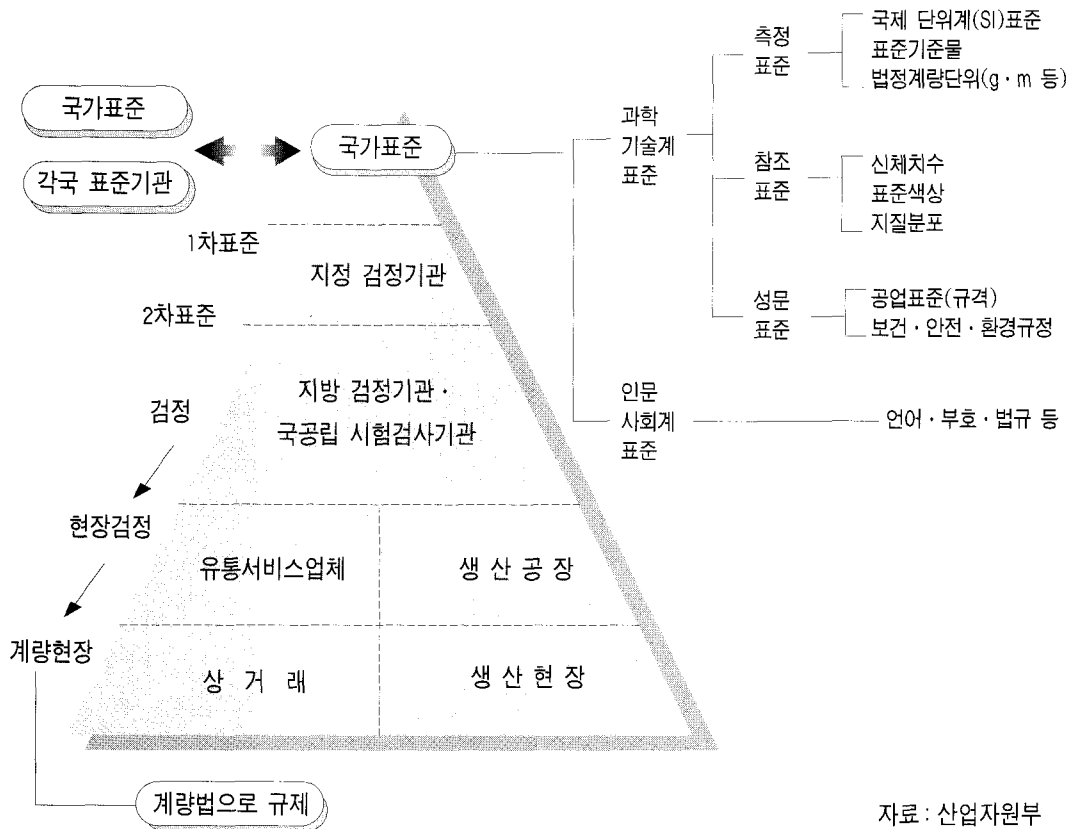 국가표준
각국 표준기관
국가표준
1차표준
2차표준
검정
현장검정
계량현장
계량법으로 규제
지정 검정기관
지방 검정기관 ·
국공립 시험검사기관
유통서비스업체
생 산 공 장
상 거 래
생 산 현 장
과학
기술계
표준
측정
표준
국제 단위계(SI)표준
표준기준물
법정계량단위(g · m 등)
참조
표준
신체치수
표준색상
지질분포
성문
표준
공업표준(규격)
보건 · 안전 · 환경규정
인문
사회계
표준
언어 · 부호 · 법규 등
자료 : 산업자원부